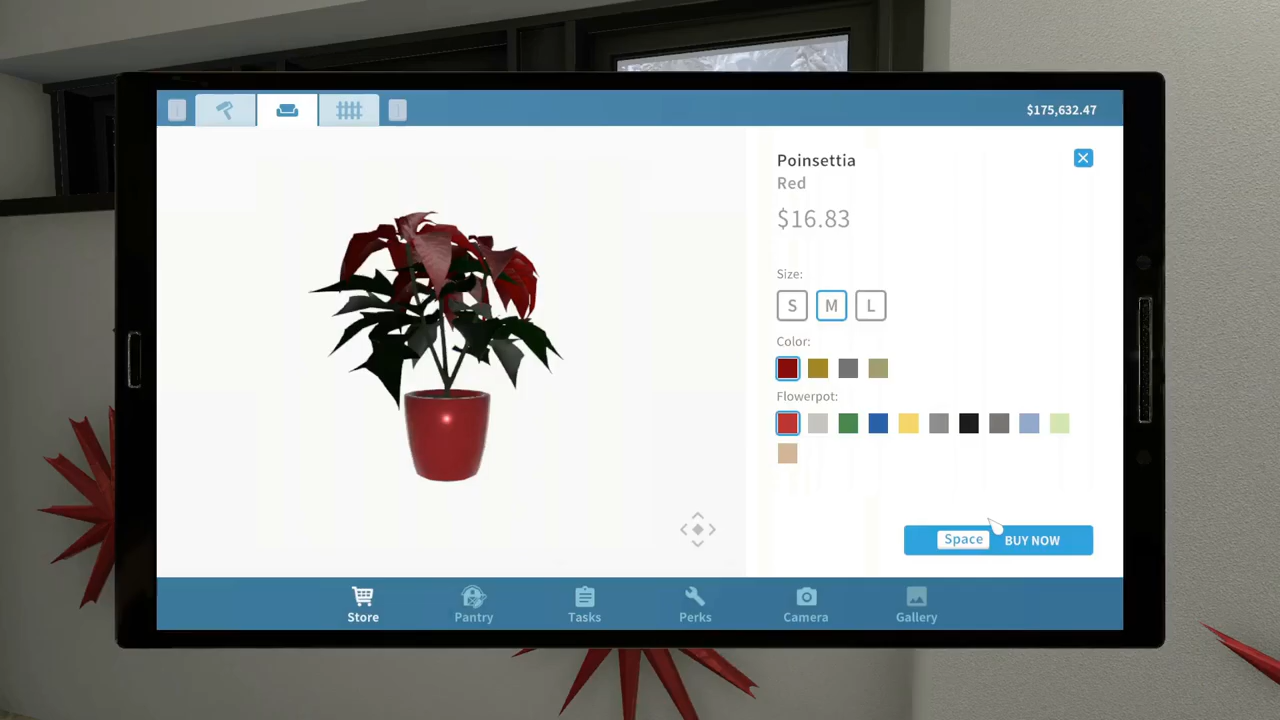 $175,632.47
Poinsettia
Red
$16.83
Size:
S M L
Color:
Flowerpot:
Space BUY NOW
Store Pantry Tasks Perks Camera Gallery